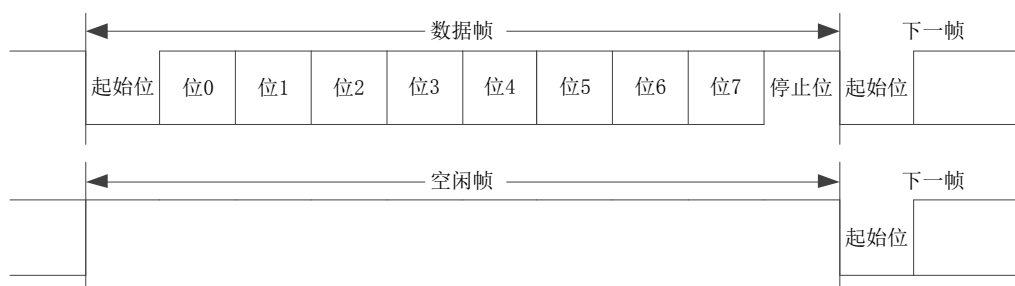 数据帧 下一帧
起始位 位0 位1 位2 位3 位4 位5 位6 位7 停止位 起始位
空闲帧 下一帧
起始位